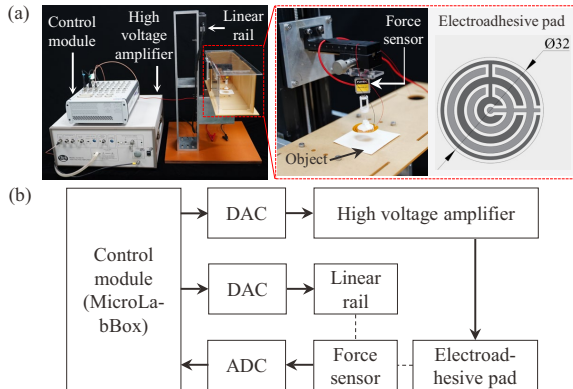 (a)
Control
module
High
voltage
amplifier
Linear
rail
Force
sensor
Object
Electroadhesive pad
Ø32
(b)
Control
module
(MicroLa-
bBox)
DAC
High voltage amplifier
DAC
Linear
rail
ADC
Force
sensor
Electroad-
hesive pad